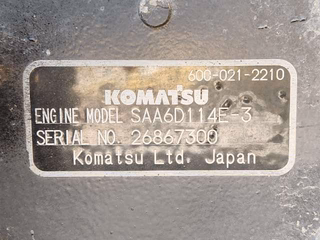 600-021-2210
KOMATSU
ENGINE MODEL SAA6D114E-3
SERIAL NO. 26867300
Komatsu Ltd. Japan